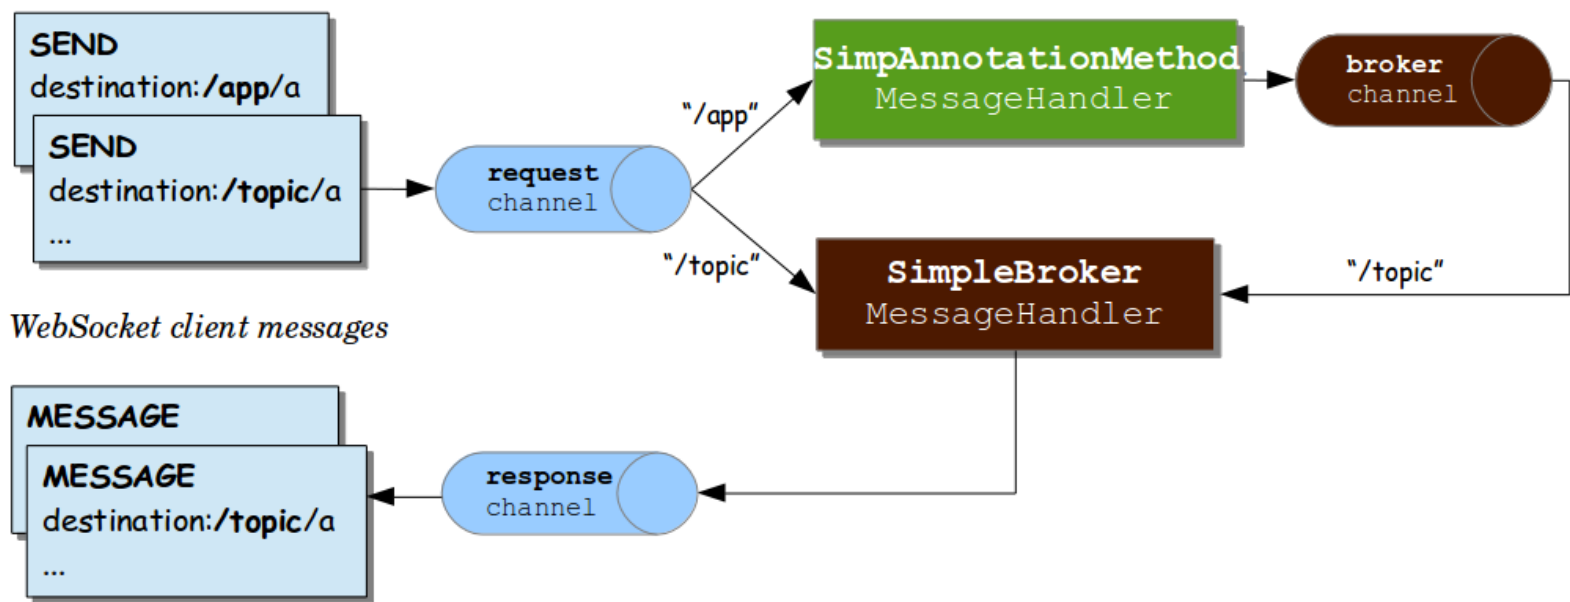 SEND
destination:/app/a
SEND
destination:/topic/a
...
WebSocket client messages
request
channel
“/app”
“/topic”
SimpAnnotationMethod
MessageHandler
broker
channel
“/topic”
SimpleBroker
MessageHandler
MESSAGE
MESSAGE
destination:/topic/a
...
response
channel